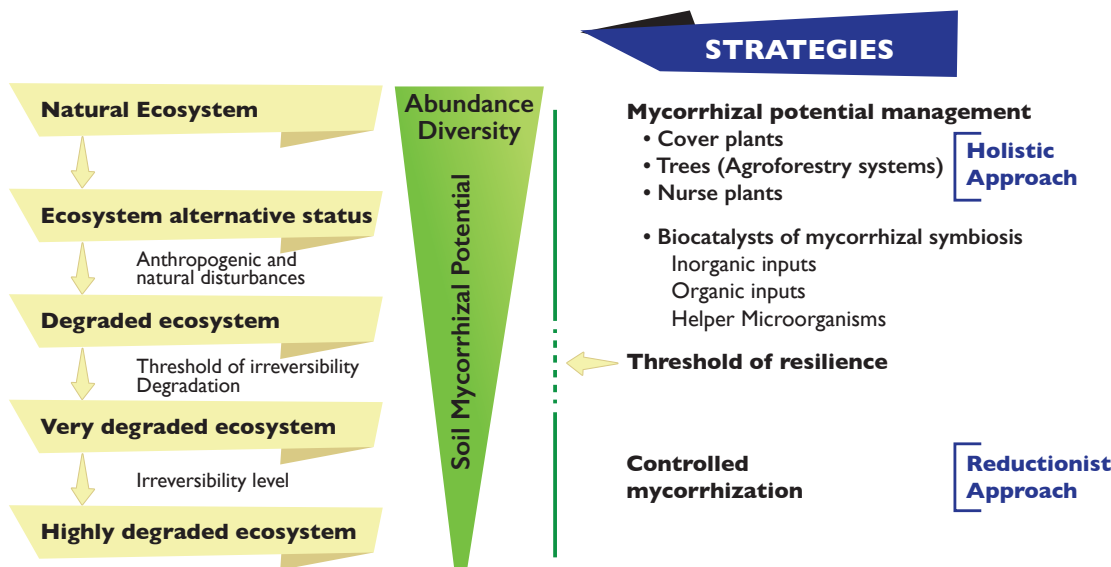 STRATEGIES
Natural Ecosystem
Ecosystem alternative status
Anthropogenic and
natural disturbances
Degraded ecosystem
Threshold of irreversibility
Degradation
Very degraded ecosystem
Irreversibility level
Highly degraded ecosystem
Abundance
Diversity
Soil Mycorrhizal Potential
Mycorrhizal potential management
• Cover plants
• Trees (Agroforestry systems)
• Nurse plants
Holistic
Approach
• Biocatalysts of mycorrhizal symbiosis
Inorganic inputs
Organic inputs
Helper Microorganisms
Threshold of resilience
Controlled
mycorrhization
Reductionist
Approach